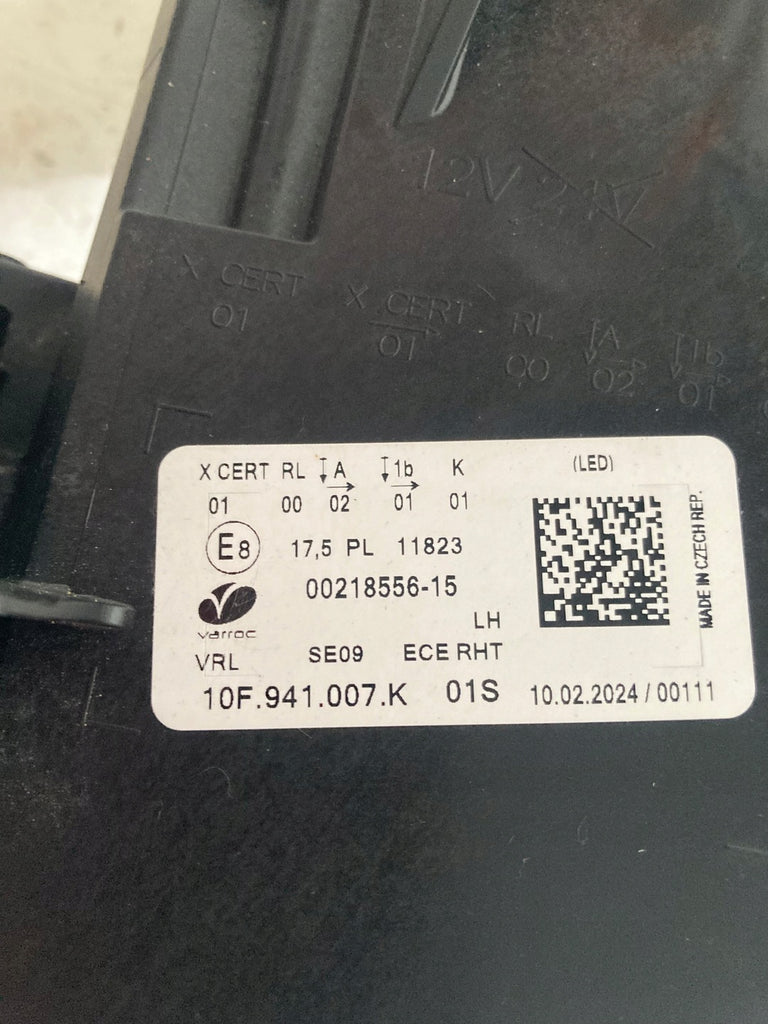 12V 24V
X CERT X CERT RL A 1b
01 01 00 02 01
X CERT RL A 1b K
01 00 02 01 01
(LED)
E8 17,5 PL 11823
00218556-15
varroc
LH
VRL SE09 ECE RHT
10F.941.007.K 01S 10.02.2024/00111
MADE IN CZECH REP.